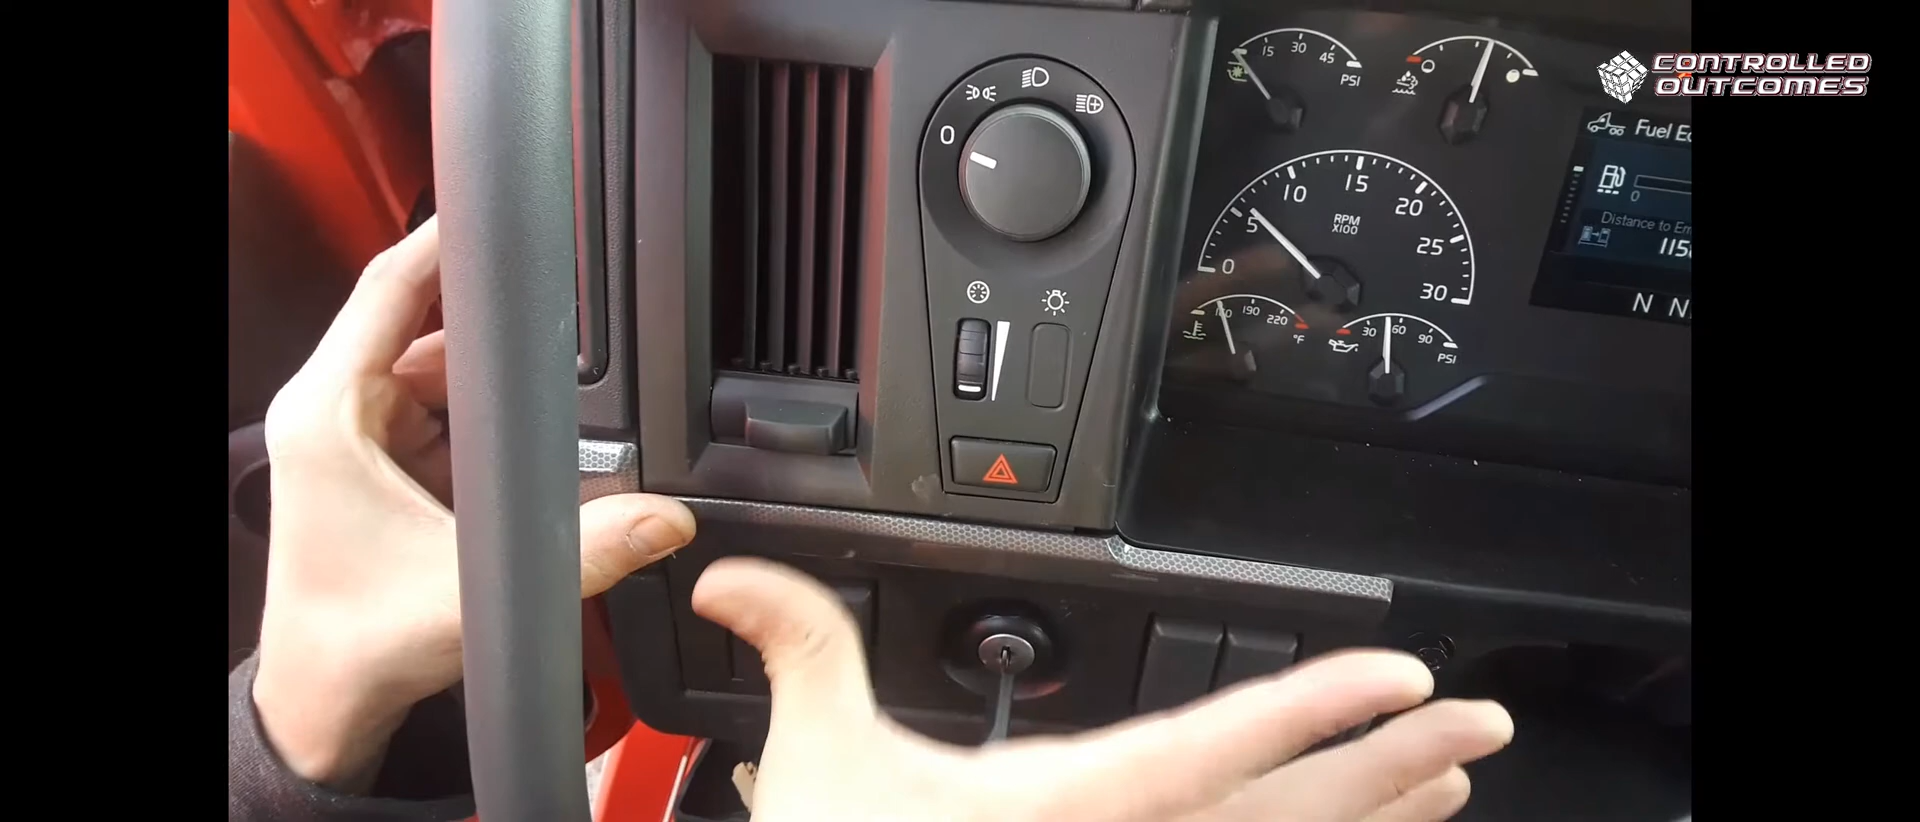 CONTROLLED
OUTCOMES
15 30 45
PSI
0
Fuel
0
Distance to
5 10 15 20 25 30
0
RPM
X100
N N
190 220
°F
30 60 90
PSI